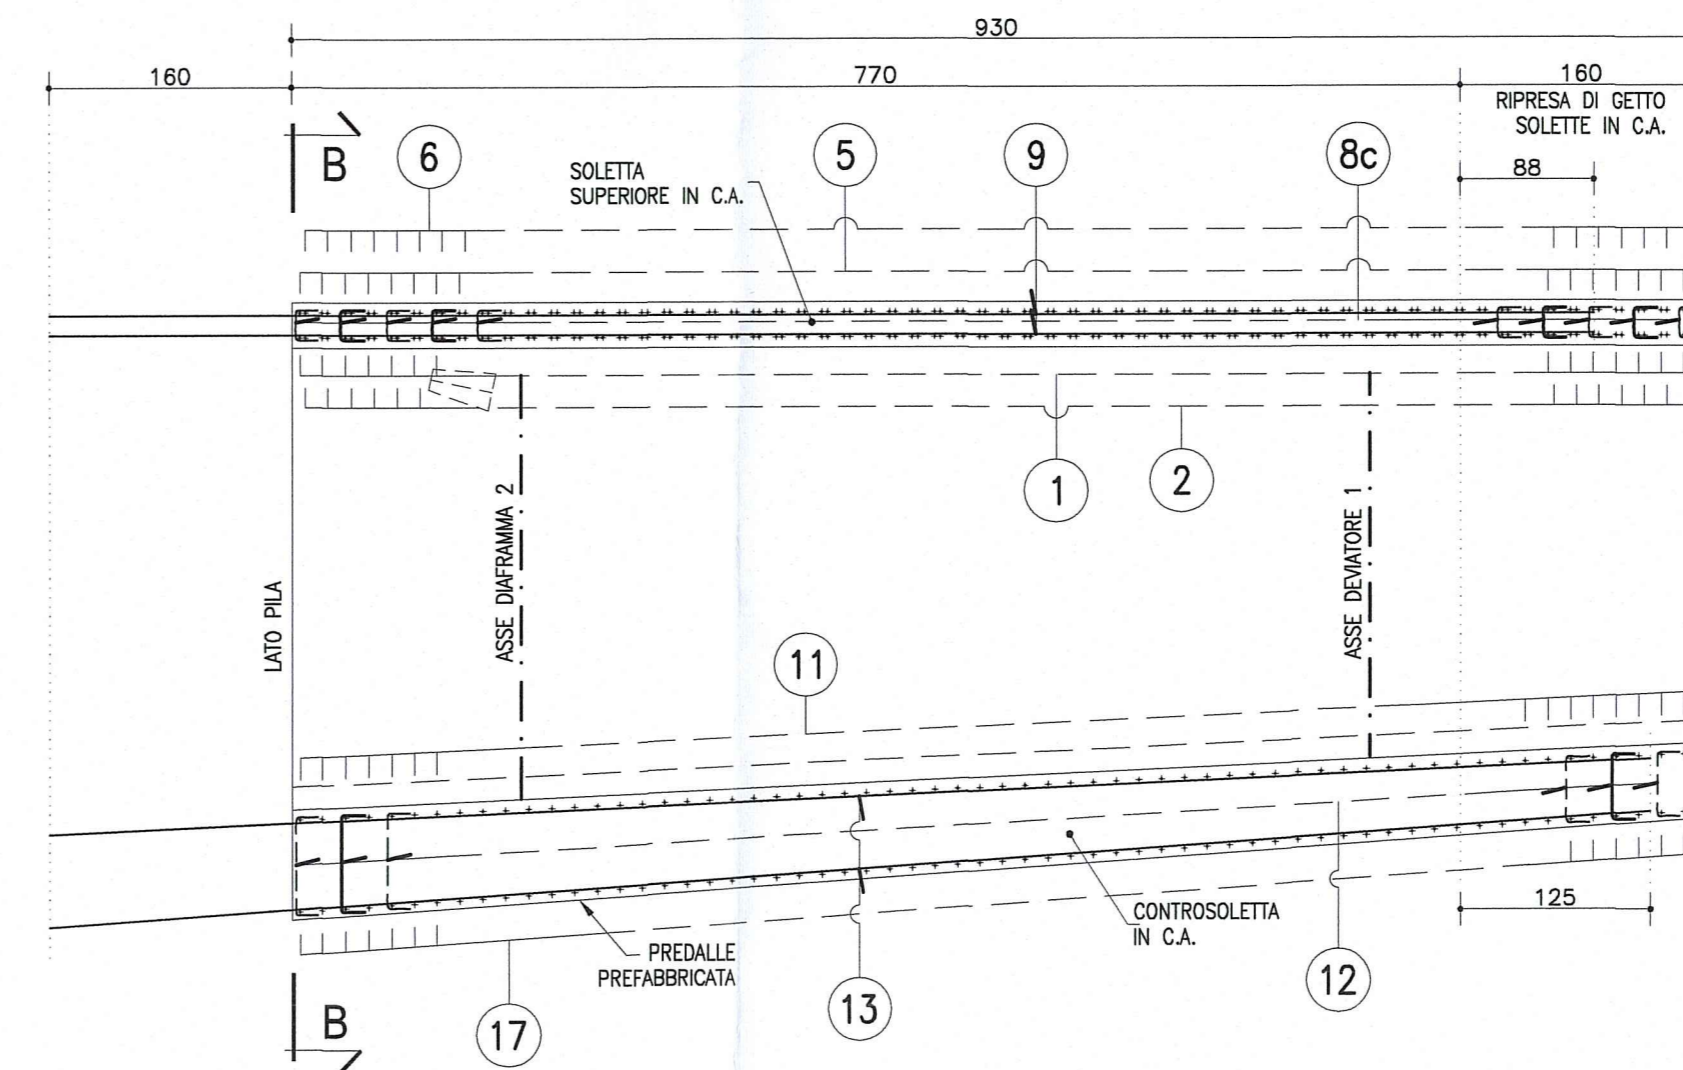 930
160
770
160
RIPRESA DI GETTO
SOLETTE IN C.A.
88
B
6
5
9
8c
SOLETTA
SUPERIORE IN C.A.
1
2
ASSE DIAFRAMMA 2
ASSE DEVIATORE 1
LATO PILA
11
125
CONTROSOLETTA
IN C.A.
PREDALLE
PREFABBRICATA
12
13
17
B